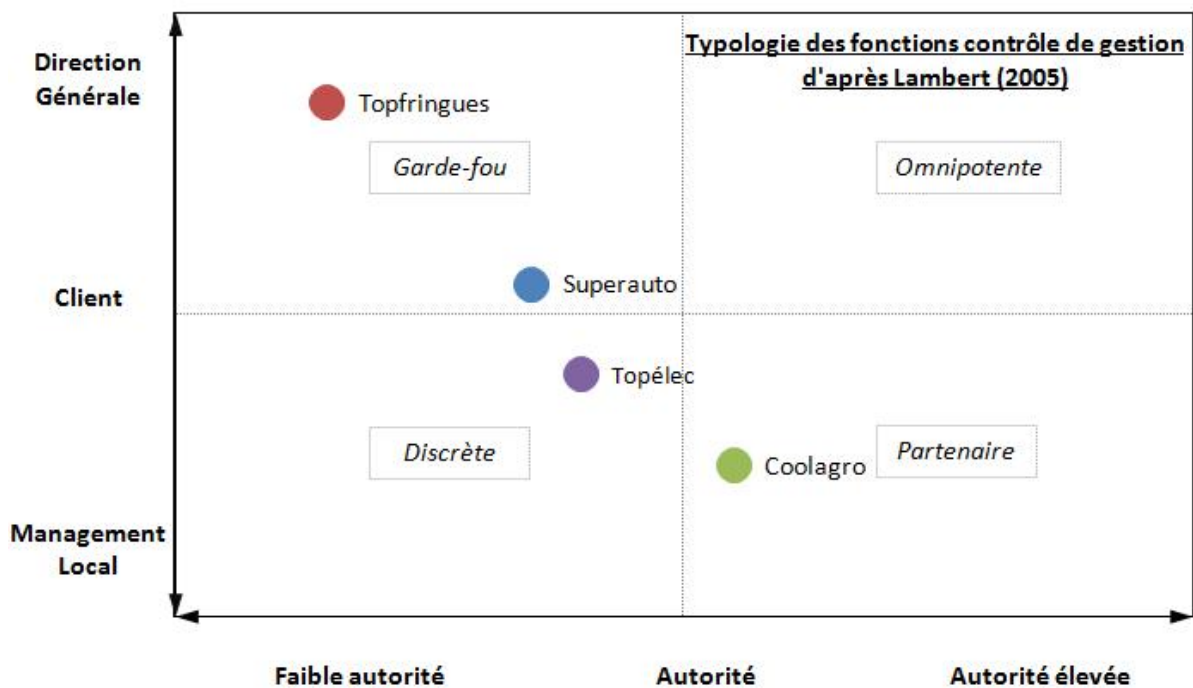 Typologie des fonctions contrôle de gestion
d'après Lambert (2005)
Direction
Générale
Topfringues
Garde-fou
Omnipotente
Client
Superauto
Topélec
Discrète
Coolagro
Partenaire
Management
Local
Faible autorité
Autorité
Autorité élevée